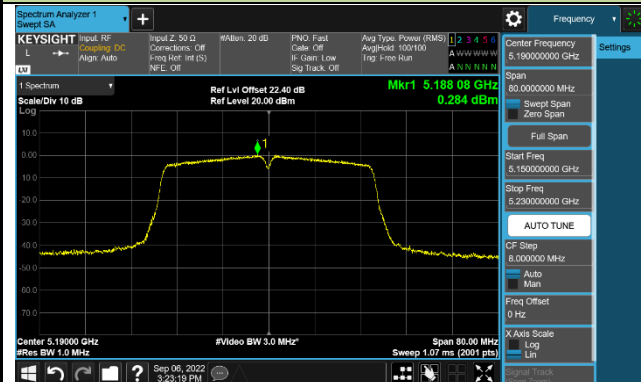 Spectrum Analyzer 1
Swept SA
+
Frequency
KEYSIGHT
Input: RF
Coupling: DC
Align: Auto
Input Z: 50 Ω
Corrections: Off
Freq Ref: Int (S)
NFE: Off
#Atten: 20 dB
PNO: Fast
Gate: Off
IF Gain: Low
Sig Track: Off
Avg Type: Power (RMS)
Avg|Hold: 100/100
Trig: Free Run
1 2 3 4 5 6
A W W W W W
A N N N N N
L
LXI
1 Spectrum
Scale/Div 10 dB
Log
Ref Lvl Offset 22.40 dB
Ref Level 20.00 dBm
Mkr1 5.188 08 GHz
0.284 dBm
1
10.0
0.00
-10.0
-20.0
-30.0
-40.0
-50.0
-60.0
-70.0
Center 5.19000 GHz
#Res BW 1.0 MHz
#Video BW 3.0 MHz*
Span 80.00 MHz
Sweep 1.07 ms (2001 pts)
Center Frequency
5.190000000 GHz
Span
80.0000000 MHz
Swept Span
Zero Span
Full Span
Start Freq
5.150000000 GHz
Stop Freq
5.230000000 GHz
AUTO TUNE
CF Step
8.000000 MHz
Auto
Man
Freq Offset
0 Hz
X Axis Scale
Log
Lin
Signal Track
Settings
?
Sep 06, 2022
3:23:19 PM